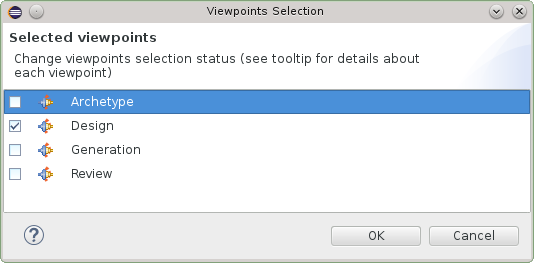 Viewpoints Selection
Selected viewpoints
Change viewpoints selection status (see tooltip for details about
each viewpoint)
Archetype
Design
Generation
Review
?
OK
Cancel